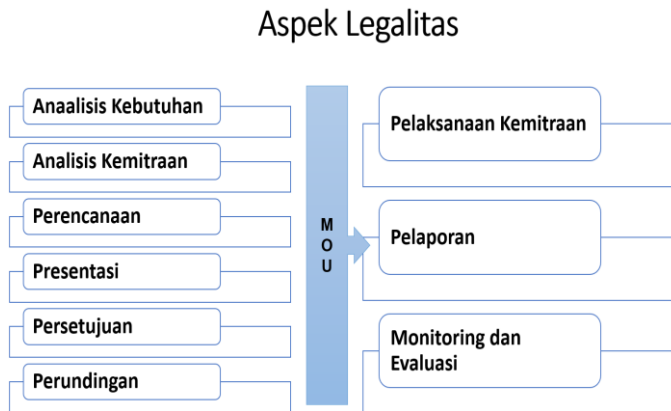 Aspek Legalitas
Anaalisis Kebutuhan
Analisis Kemitraan
Perencanaan
Presentasi
Persetujuan
Perundingan
M
O
U
Pelaksanaan Kemitraan
Pelaporan
Monitoring dan
Evaluasi